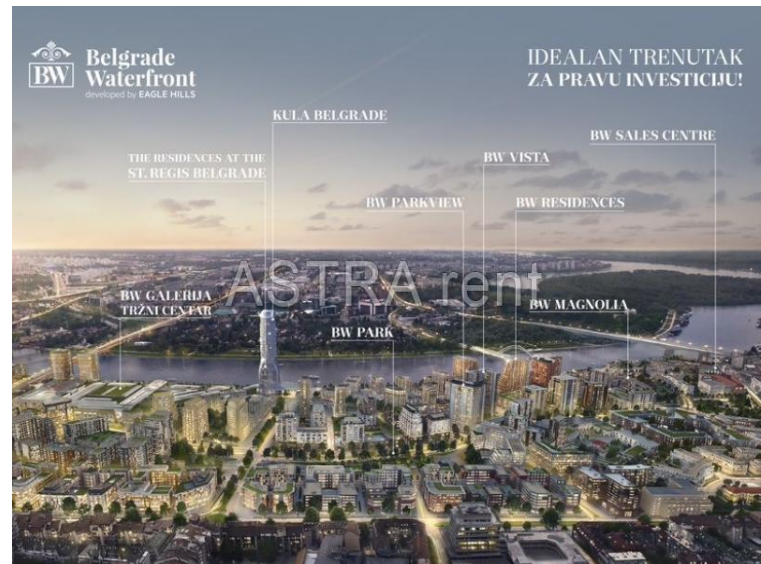 BW
Belgrade
Waterfront
developed by EAGLE HILLS
IDEALAN TRENUTAK
ZA PRAVU INVESTICIJU!
KULA BELGRADE
BW SALES CENTRE
THE RESIDENCES AT THE
ST. REGIS BELGRADE
BW VISTA
BW PARKVIEW
BW RESIDENCES
ASTRA rent
BW GALERIJA
TRŽNI CENTAR
BW MAGNOLIA
BW PARK